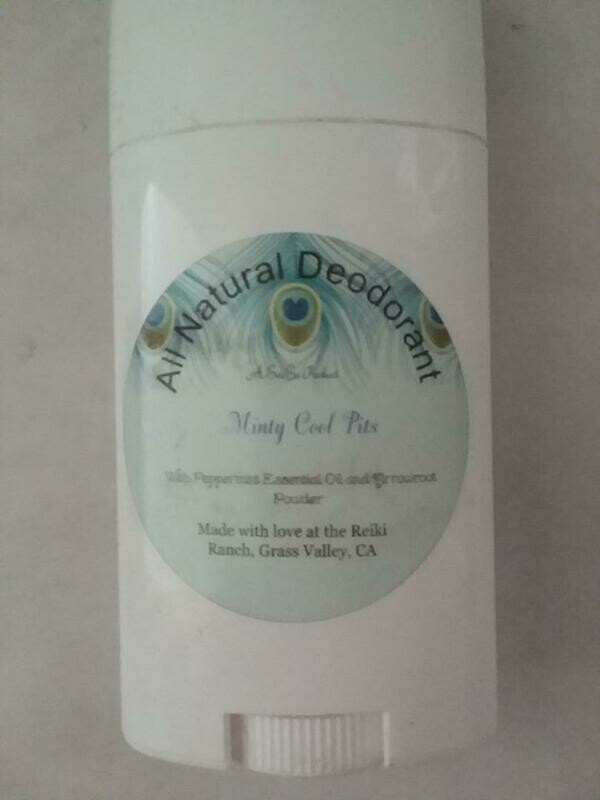 All Natural Deodorant
Minty Cool Pits
With Peppermint Essential Oil and Arrowroot
Powder
Made with love at the Reiki
Ranch, Grass Valley, CA